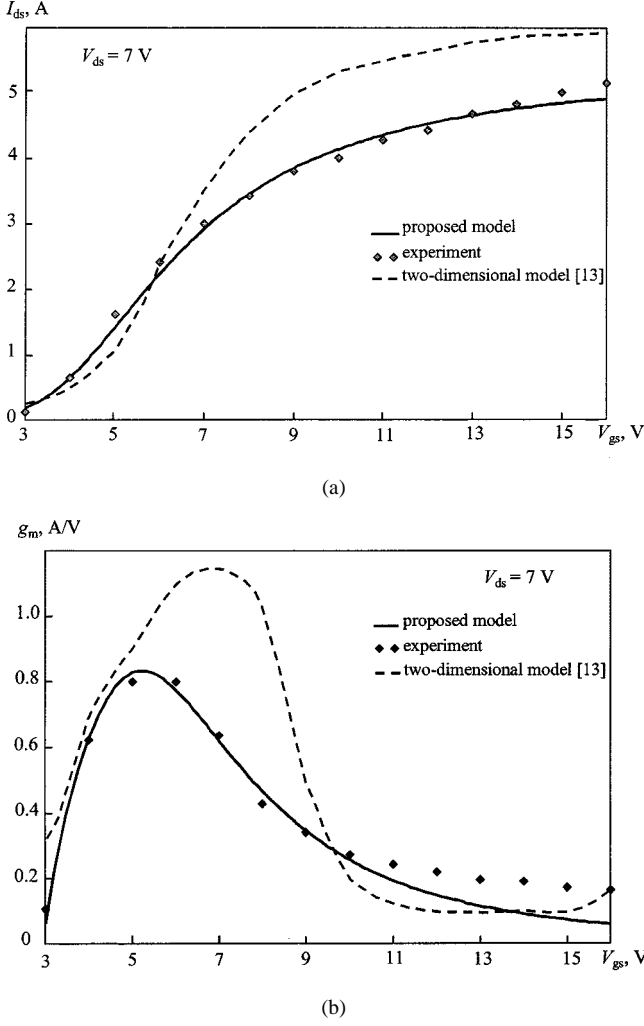 I_ds, A
V_ds = 7 V
5
4
3
2
1
0
proposed model
experiment
two-dimensional model [13]
3 5 7 9 11 13 15 V_gs, V
(a)
g_m, A/V
V_ds = 7 V
1.0
0.8
0.6
0.4
0.2
0
proposed model
experiment
two-dimensional model [13]
3 5 7 9 11 13 15 V_gs, V
(b)